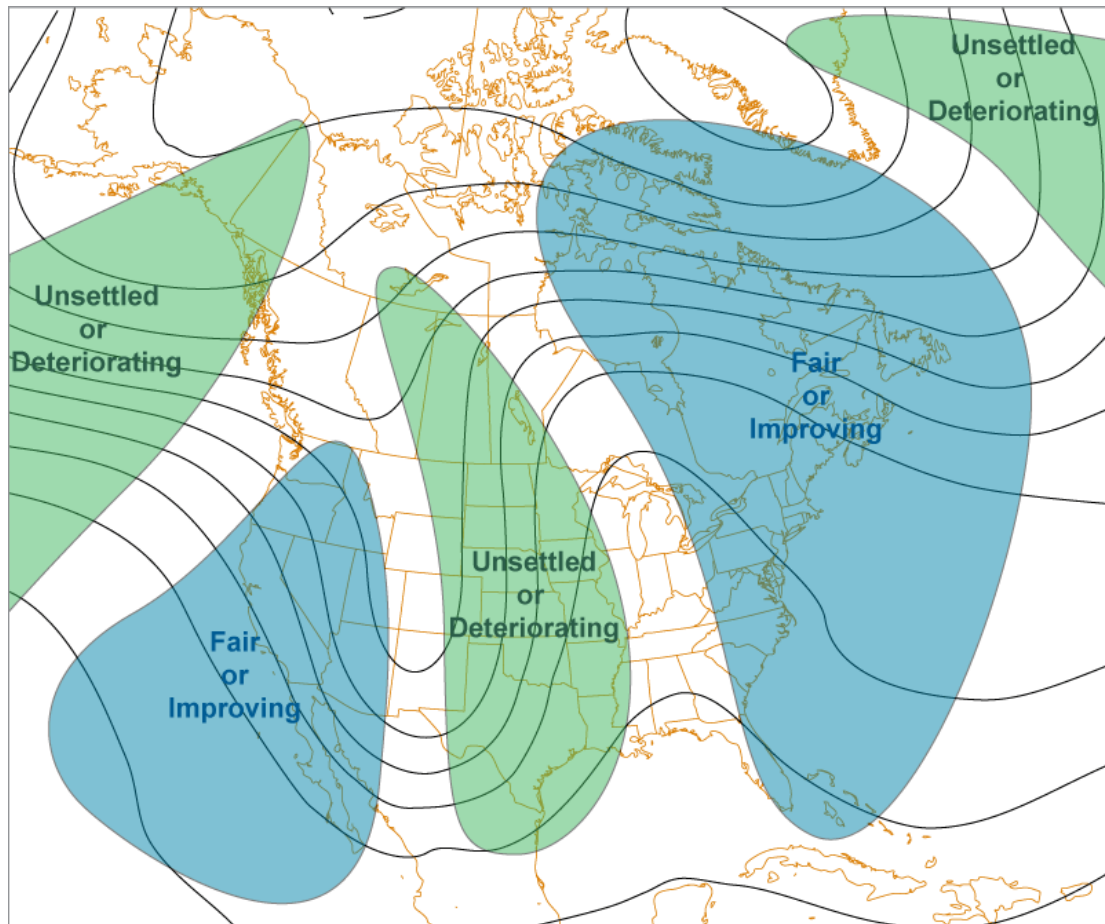 Unsettled
or
Deteriorating
Unsettled
or
Deteriorating
Fair
or
Improving
Unsettled
or
Deteriorating
Fair
or
Improving